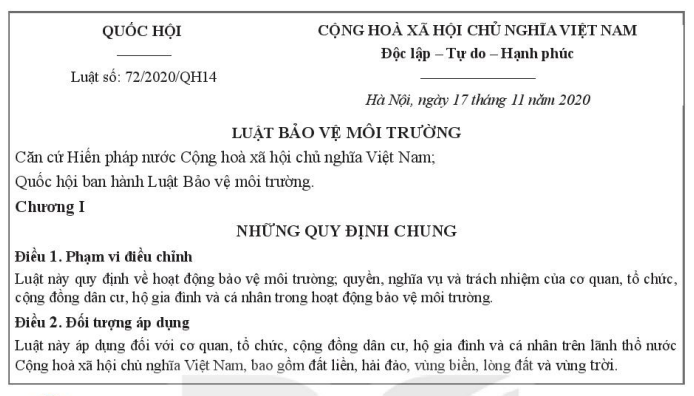 QUỐC HỘI
CỘNG HOÀ XÃ HỘI CHỦ NGHĨA VIỆT NAM
Độc lập – Tự do – Hạnh phúc
Luật số: 72/2020/QH14
Hà Nội, ngày 17 tháng 11 năm 2020
LUẬT BẢO VỆ MÔI TRƯỜNG
Căn cứ Hiến pháp nước Cộng hoà xã hội chủ nghĩa Việt Nam;
Quốc hội ban hành Luật Bảo vệ môi trường.
Chương I
NHỮNG QUY ĐỊNH CHUNG
Điều 1. Phạm vi điều chỉnh
Luật này quy định về hoạt động bảo vệ môi trường; quyền, nghĩa vụ và trách nhiệm của cơ quan, tổ chức,
cộng đồng dân cư, hộ gia đình và cá nhân trong hoạt động bảo vệ môi trường.
Điều 2. Đối tượng áp dụng
Luật này áp dụng đối với cơ quan, tổ chức, cộng đồng dân cư, hộ gia đình và cá nhân trên lãnh thổ nước
Cộng hoà xã hội chủ nghĩa Việt Nam, bao gồm đất liền, hải đảo, vùng biển, lòng đất và vùng trời.